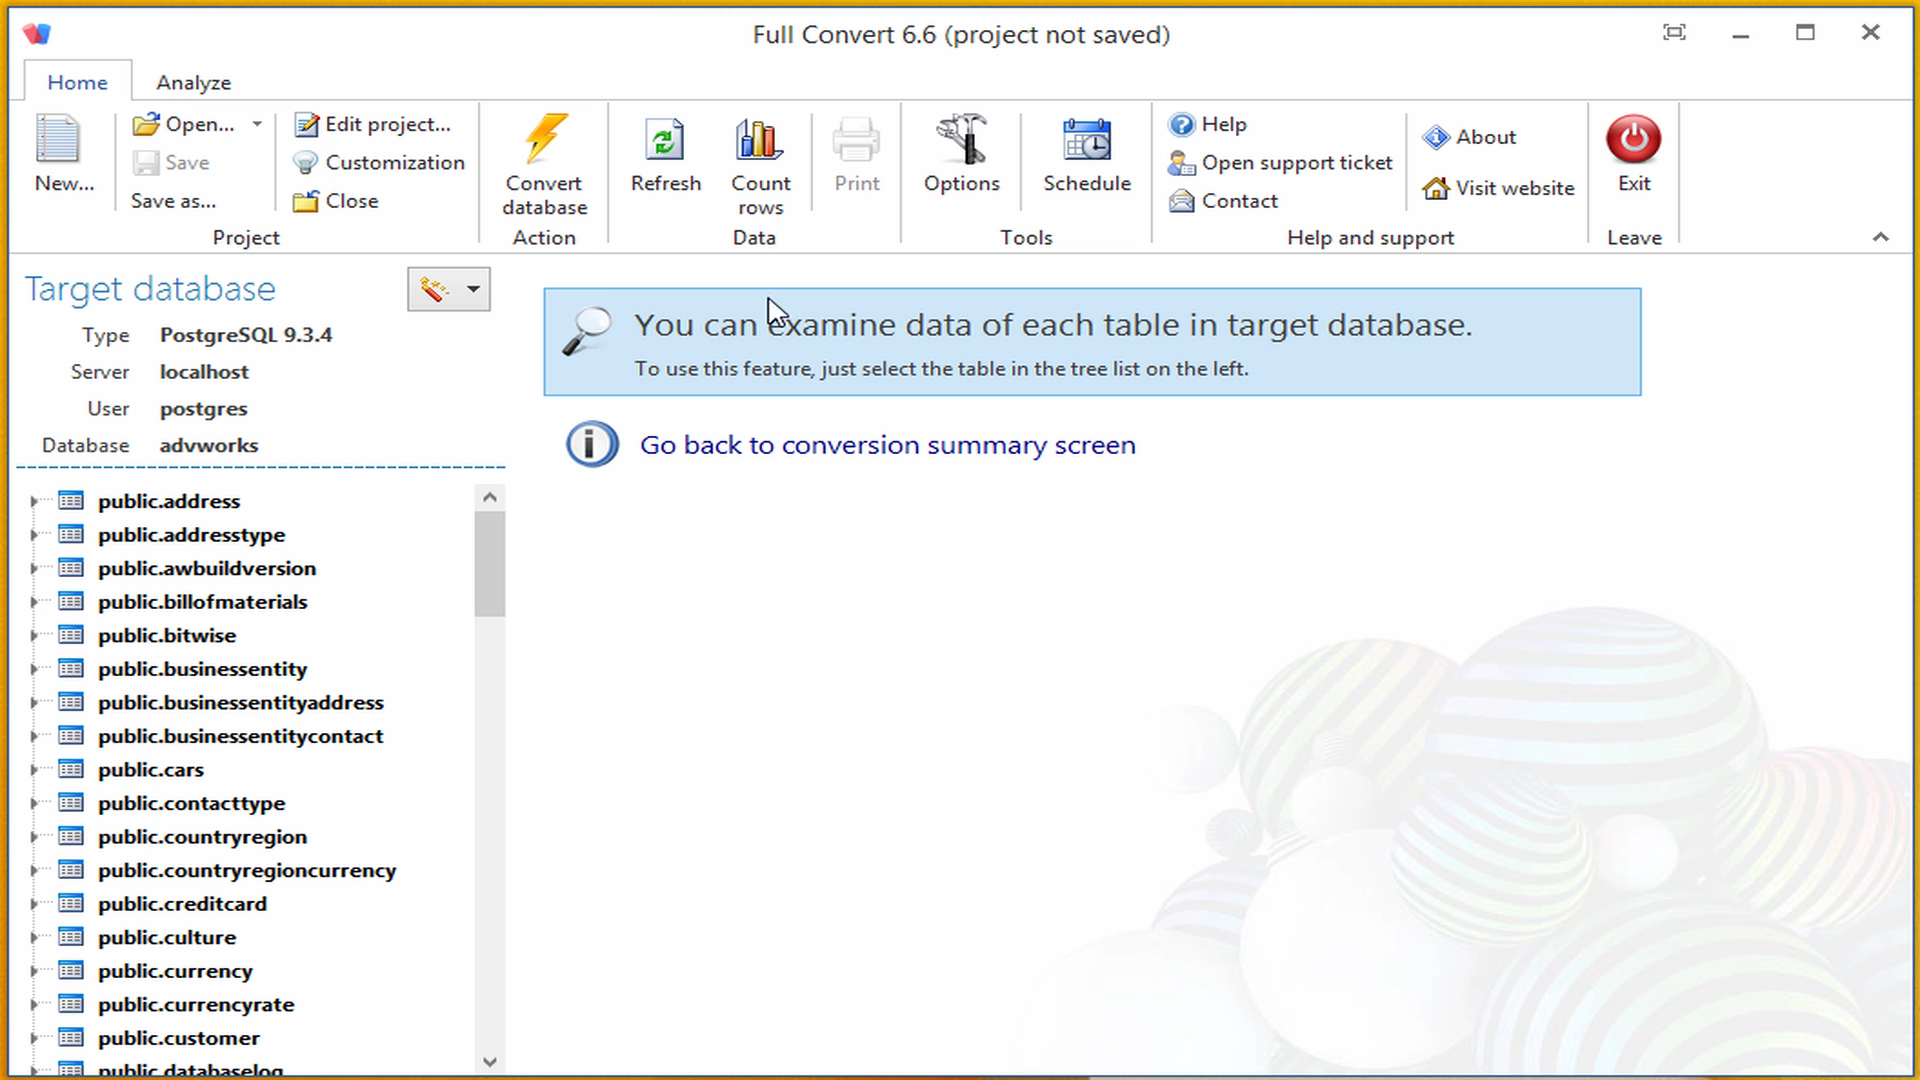 Full Convert 6.6 (project not saved)
Home
Analyze
New...
Open...
Save
Save as...
Edit project...
Customization
Close
Project
Convert
database
Action
Refresh
Count
rows
Print
Data
Options
Schedule
Tools
Help
Open support ticket
Contact
About
Visit website
Help and support
Exit
Leave
Target database
Type PostgreSQL 9.3.4
Server localhost
User postgres
Database advworks
public.address
public.addresstype
public.awbuildversion
public.billofmaterials
public.bitwise
public.businessentity
public.businessentityaddress
public.businessentitycontact
public.cars
public.contacttype
public.countryregion
public.countryregioncurrency
public.creditcard
public.culture
public.currency
public.currencyrate
public.customer
public.databaselog
You can examine data of each table in target database.
To use this feature, just select the table in the tree list on the left.
Go back to conversion summary screen